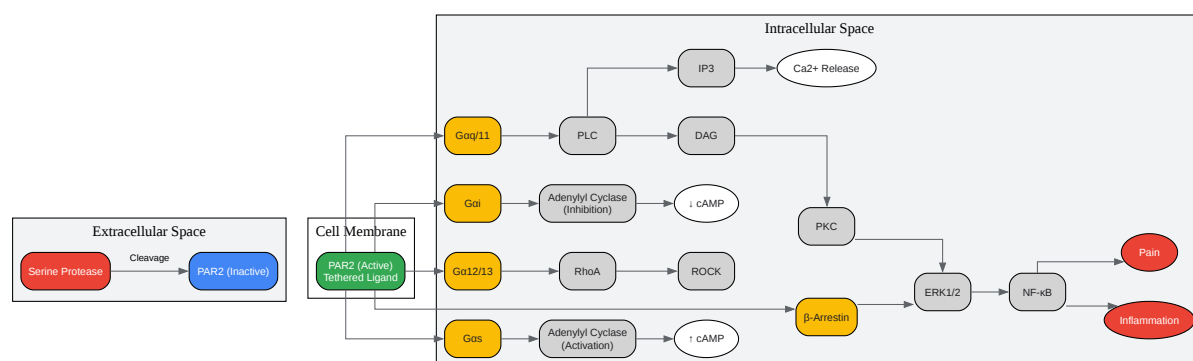 Intracellular Space
IP3
Ca2+ Release
Gαq/11
PLC
DAG
Gαi
Adenylyl Cyclase
(Inhibition)
↓ cAMP
Extracellular Space
Serine Protease
Cleavage
PAR2 (Inactive)
Cell Membrane
PAR2 (Active)
Tethered Ligand
PKC
Gα12/13
RhoA
ROCK
Pain
ERK1/2
NF-κB
β-Arrestin
Inflammation
Gαs
Adenylyl Cyclase
(Activation)
↑ cAMP